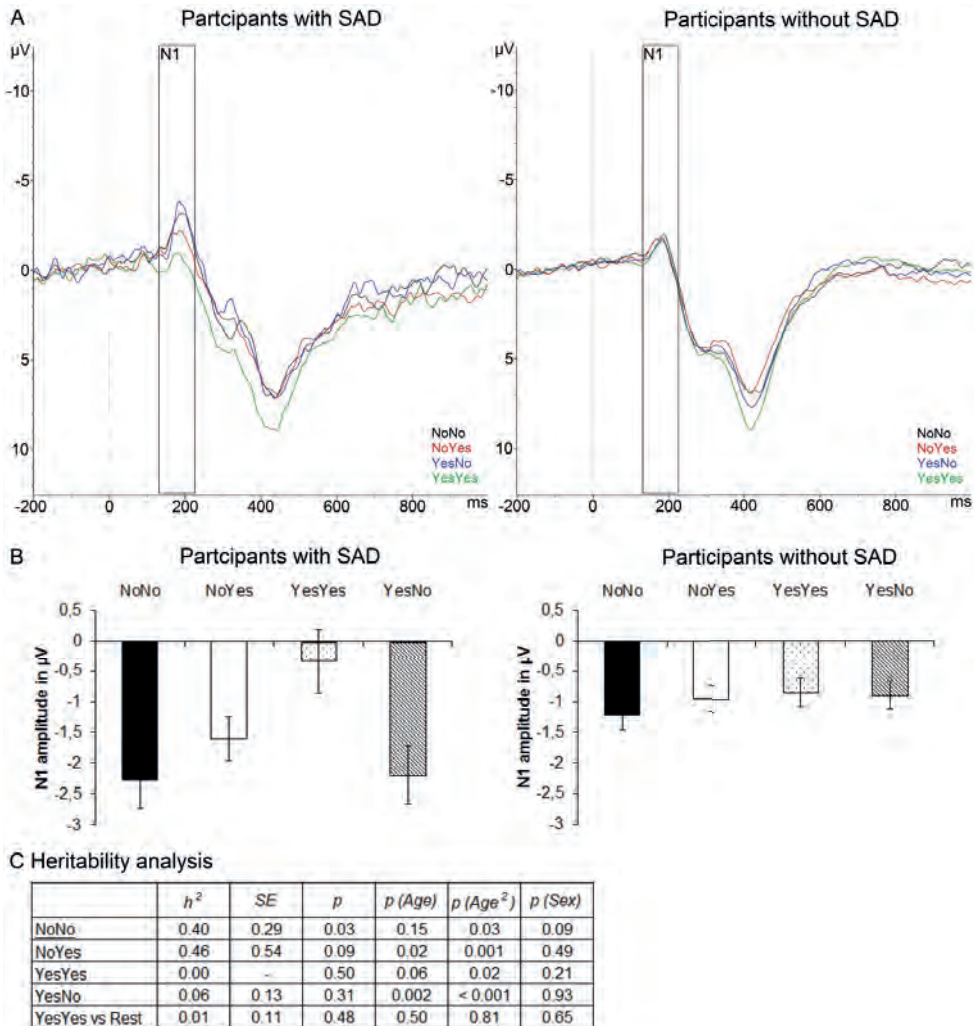 A
Partcipants with SAD
Participants without SAD
µV
N1
-10
-5
0
5
10
NoNo
NoYes
YesNo
YesYes
-200 0 200 400 600 800 ms
µV
N1
-10
-5
0
5
10
NoNo
NoYes
YesNo
YesYes
-200 0 200 400 600 800 ms
B
Partcipants with SAD
Participants without SAD
NoNo NoYes YesYes YesNo
N1 amplitude in µV
0,5
0
-0,5
-1
-1,5
-2
-2,5
-3
NoNo NoYes YesYes YesNo
N1 amplitude in µV
0,5
0
-0,5
-1
-1,5
-2
-2,5
-3
C Heritability analysis
h² SE p p (Age) p (Age²) p (Sex)
NoNo 0.40 0.29 0.03 0.15 0.03 0.09
NoYes 0.46 0.54 0.09 0.02 0.001 0.49
YesYes 0.00 - 0.50 0.06 0.02 0.21
YesNo 0.06 0.13 0.31 0.002 < 0.001 0.93
YesYes vs Rest 0.01 0.11 0.48 0.50 0.81 0.65